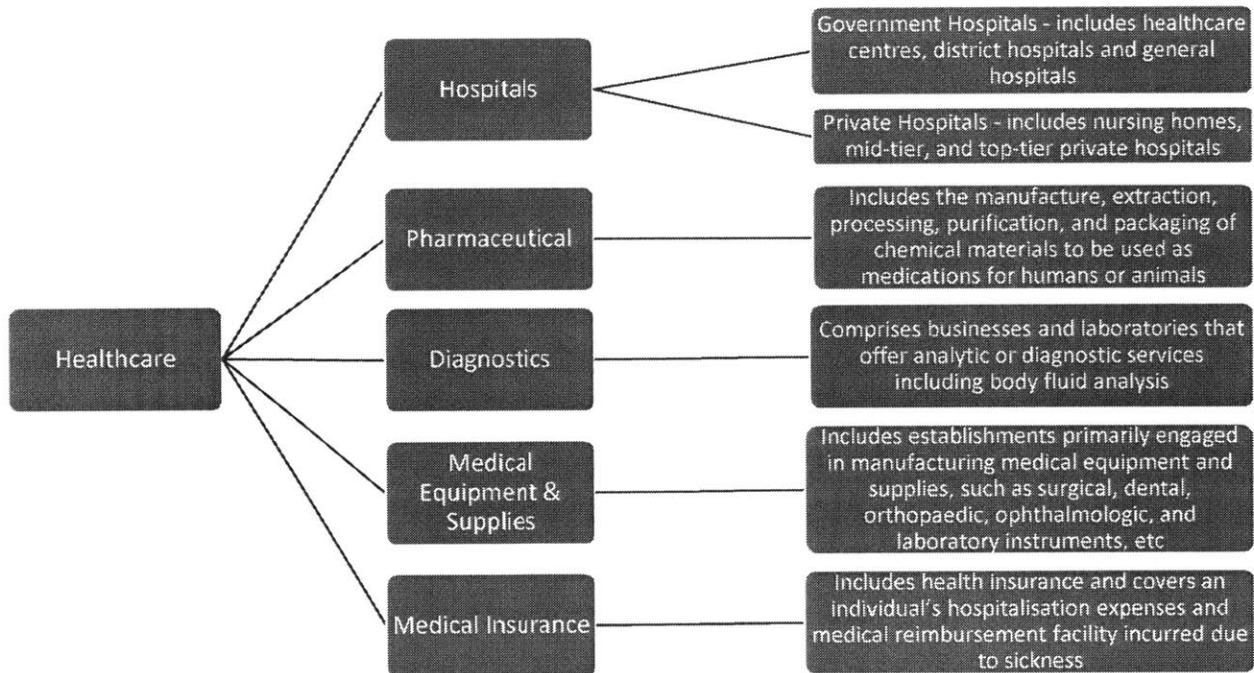 Healthcare
Hospitals
Government Hospitals - includes healthcare
centres, district hospitals and general
hospitals
Private Hospitals - includes nursing homes,
mid-tier, and top-tier private hospitals
Pharmaceutical
Includes the manufacture, extraction,
processing, purification, and packaging of
chemical materials to be used as
medications for humans or animals
Diagnostics
Comprises businesses and laboratories that
offer analytic or diagnostic services
including body fluid analysis
Medical
Equipment &
Supplies
Includes establishments primarily engaged
in manufacturing medical equipment and
supplies, such as surgical, dental,
orthopaedic, ophthalmologic, and
laboratory instruments, etc
Medical Insurance
Includes health insurance and covers an
individual's hospitalisation expenses and
medical reimbursement facility incurred due
to sickness